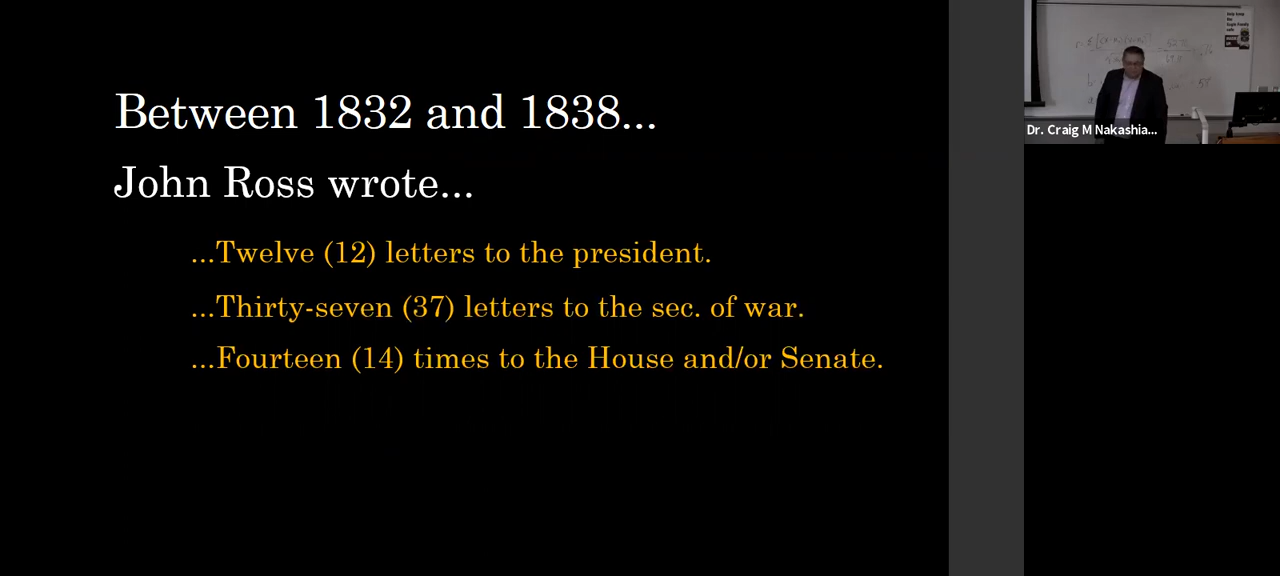 Between 1832 and 1838...
John Ross wrote...
...Twelve (12) letters to the president.
...Thirty-seven (37) letters to the sec. of war.
...Fourteen (14) times to the House and/or Senate.
Dr. Craig M Nakashia...